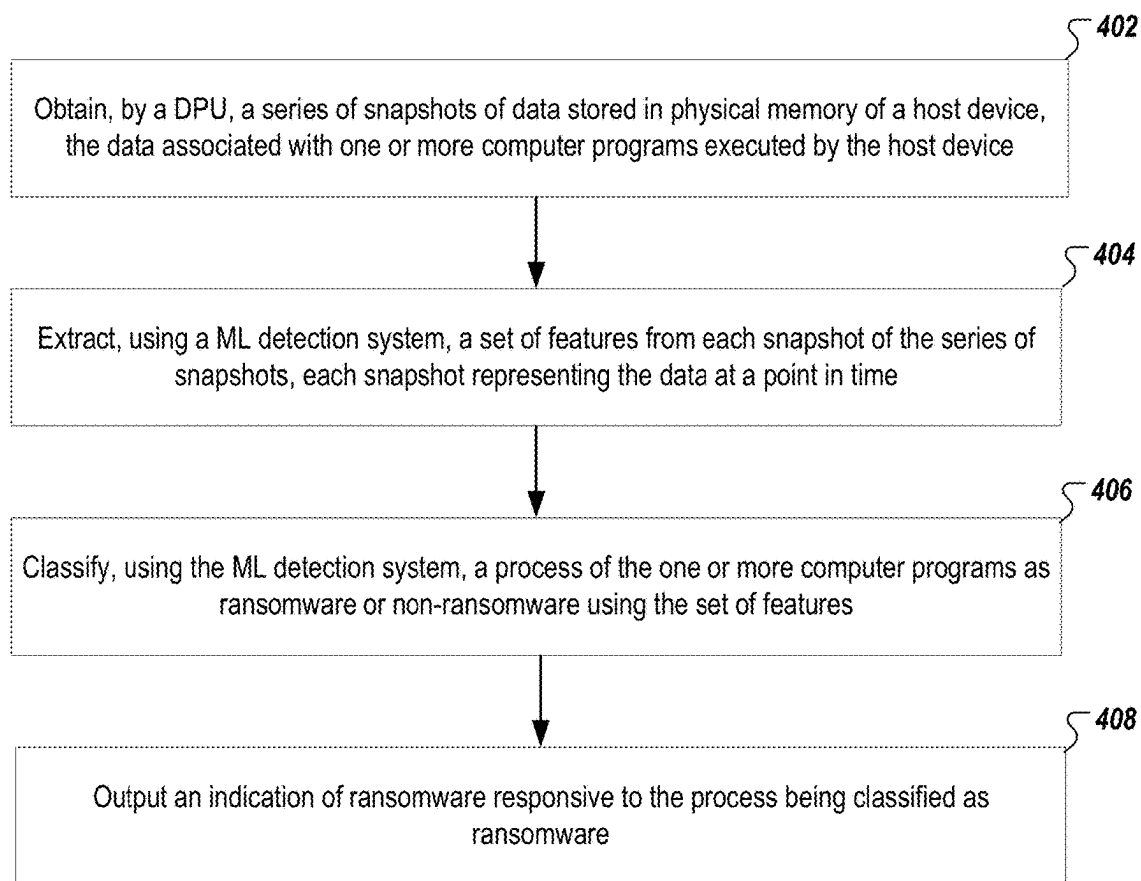 402
Obtain, by a DPU, a series of snapshots of data stored in physical memory of a host device,
the data associated with one or more computer programs executed by the host device
404
Extract, using a ML detection system, a set of features from each snapshot of the series of
snapshots, each snapshot representing the data at a point in time
406
Classify, using the ML detection system, a process of the one or more computer programs as
ransomware or non-ransomware using the set of features
408
Output an indication of ransomware responsive to the process being classified as
ransomware